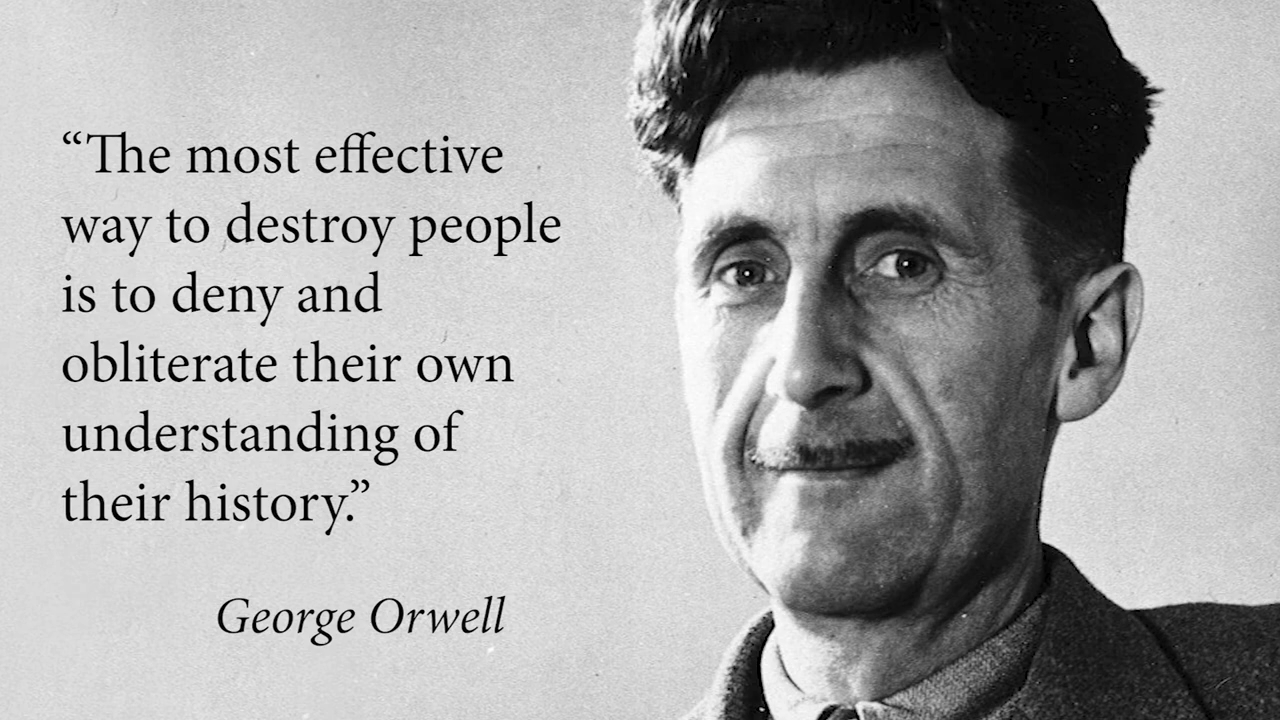 “The most effective
way to destroy people
is to deny and
obliterate their own
understanding of
their history.”
George Orwell